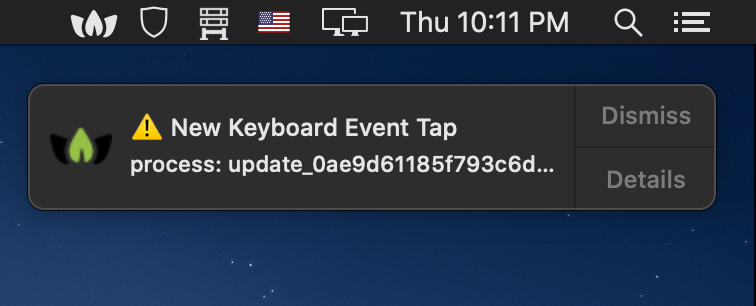 Thu 10:11 PM
⚠️ New Keyboard Event Tap
process: update_0ae9d61185f793c6d...
Dismiss
Details